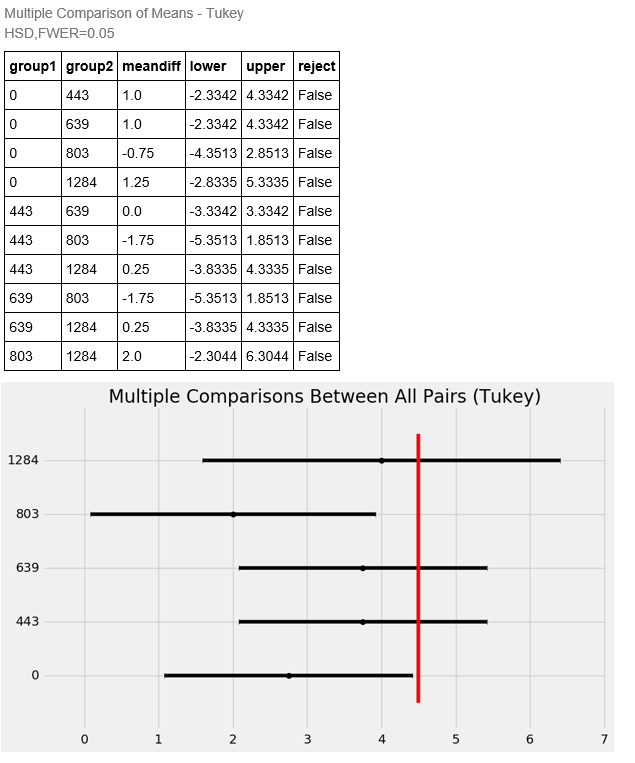 Multiple Comparison of Means - Tukey
HSD,FWER=0.05
group1 group2 meandiff lower upper reject
0 443 1.0 -2.3342 4.3342 False
0 639 1.0 -2.3342 4.3342 False
0 803 -0.75 -4.3513 2.8513 False
0 1284 1.25 -2.8335 5.3335 False
443 639 0.0 -3.3342 3.3342 False
443 803 -1.75 -5.3513 1.8513 False
443 1284 0.25 -3.8335 4.3335 False
639 803 -1.75 -5.3513 1.8513 False
639 1284 0.25 -3.8335 4.3335 False
803 1284 2.0 -2.3044 6.3044 False
Multiple Comparisons Between All Pairs (Tukey)
1284
803
639
443
0
0 1 2 3 4 5 6 7